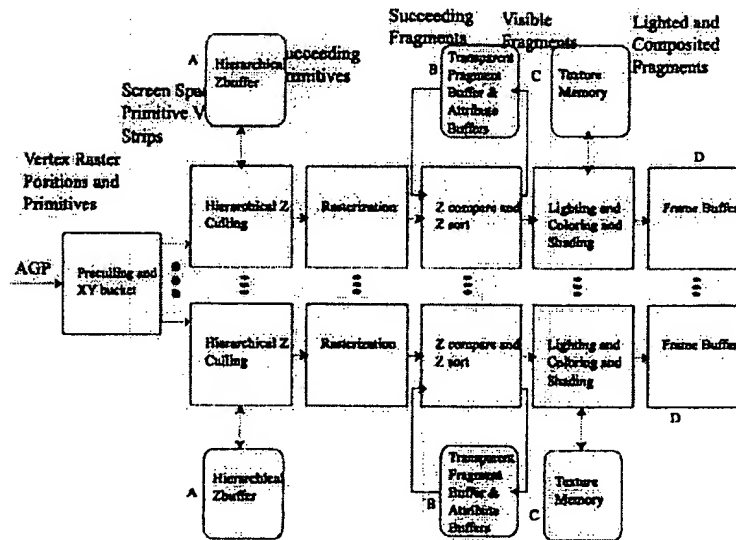 Succeeding
Fragments
Visible
Fragments
Lighted and
Composited
Fragments
A
Hierarchical
Zbuffer
Succeeding
Primitives
Screen
Primitive
Strips
B
Transparent
Fragment
Buffer &
Attribute
Buffers
C
Texture
Memory
Vertex Raster
Positions and
Primitives
D
Hierarchical Z
Culling
Rasterization
Z compare and
Z sort
Lighting and
Coloring and
Shading
Frame Buffer
AGP
Preculling and
XY bucket
Hierarchical Z
Culling
Rasterization
Z compare and
Z sort
Lighting and
Coloring and
Shading
Frame Buffer
D
A
Hierarchical
Zbuffer
B
Transparent
Fragment
Buffer &
Attribute
Buffers
C
Texture
Memory